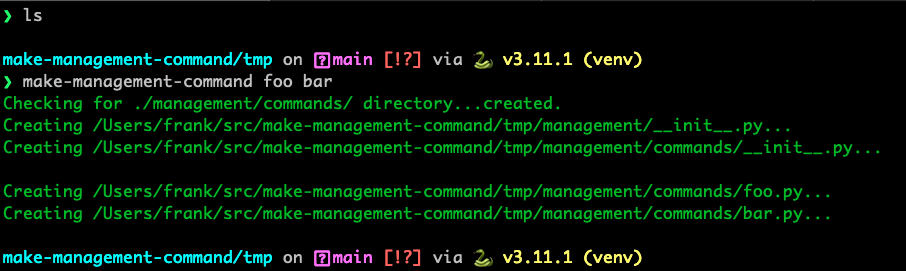 ❯ ls
make-management-command/tmp on main [!?] via 🐍 v3.11.1 (venv)
❯ make-management-command foo bar
Checking for ./management/commands/ directory...created.
Creating /Users/frank/src/make-management-command/tmp/management/__init__.py...
Creating /Users/frank/src/make-management-command/tmp/management/commands/__init__.py...
Creating /Users/frank/src/make-management-command/tmp/management/commands/foo.py...
Creating /Users/frank/src/make-management-command/tmp/management/commands/bar.py...
make-management-command/tmp on main [!?] via 🐍 v3.11.1 (venv)